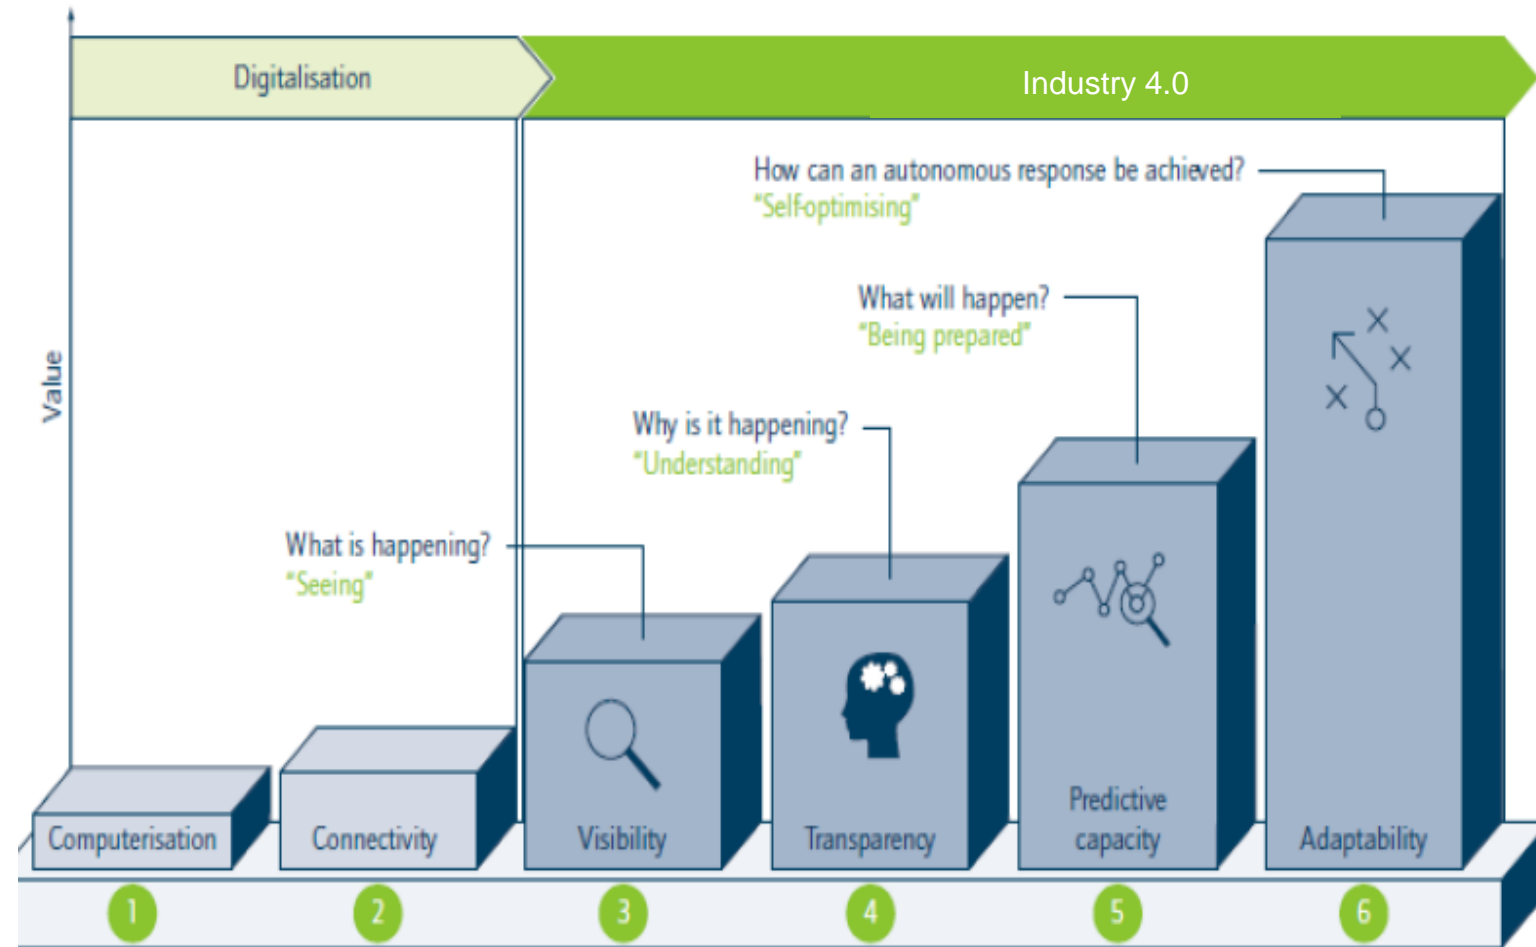 Digitalisation
Industry 4.0
How can an autonomous response be achieved?
"Self-optimising"
What will happen?
"Being prepared"
Why is it happening?
"Understanding"
What is happening?
"Seeing"
Value
Computerisation
Connectivity
Visibility
Transparency
Predictive
capacity
Adaptability
1
2
3
4
5
6